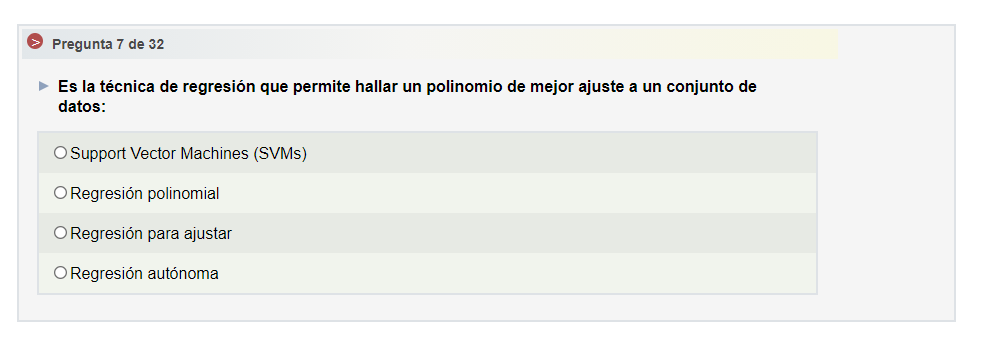 Pregunta 7 de 32
Es la técnica de regresión que permite hallar un polinomio de mejor ajuste a un conjunto de
datos:
Support Vector Machines (SVMs)
Regresión polinomial
Regresión para ajustar
Regresión autónoma